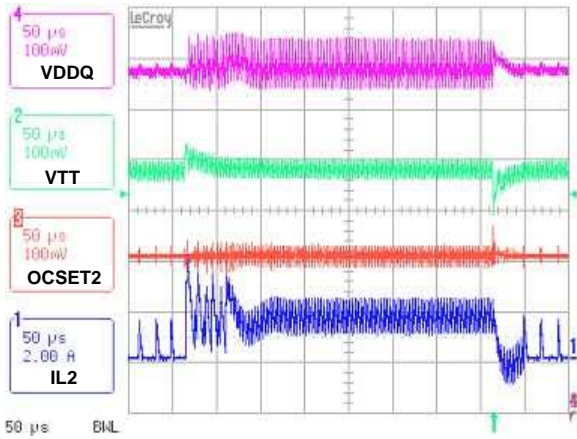 4
LeCroy
50 µs
100mV
VDDQ
2
50 µs
100mV
VTT
3
50 µs
100mV
OCSET2
1
50 µs
2.00 A
IL2
1
50 µs
BWL